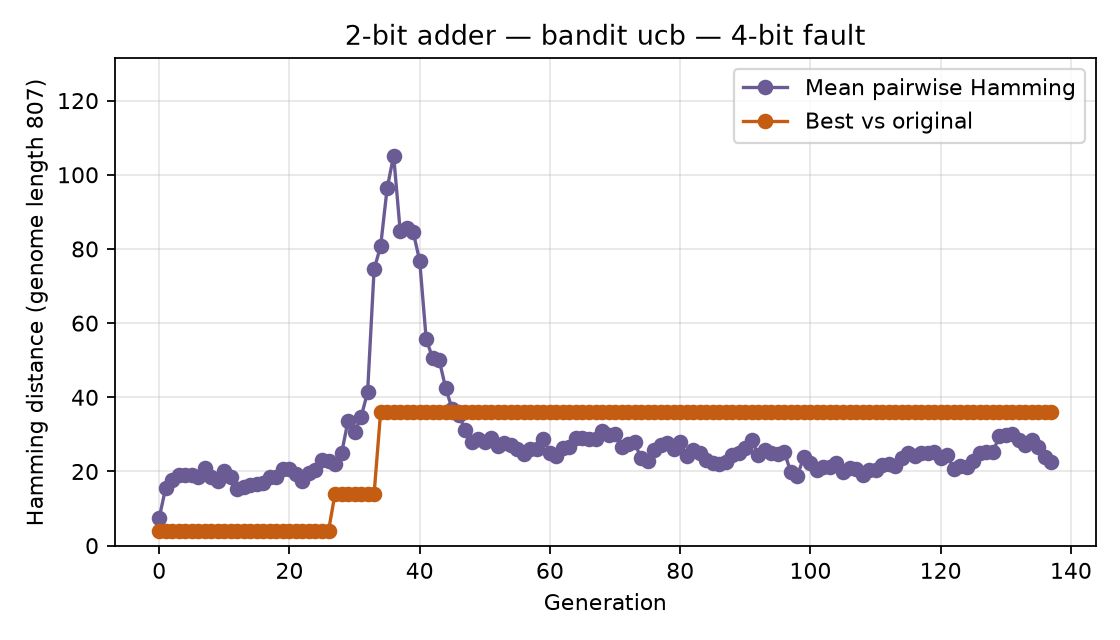 2-bit adder — bandit ucb — 4-bit fault
Mean pairwise Hamming
Best vs original
Hamming distance (genome length 807)
120
100
80
60
40
20
0
0 20 40 60 80 100 120 140
Generation